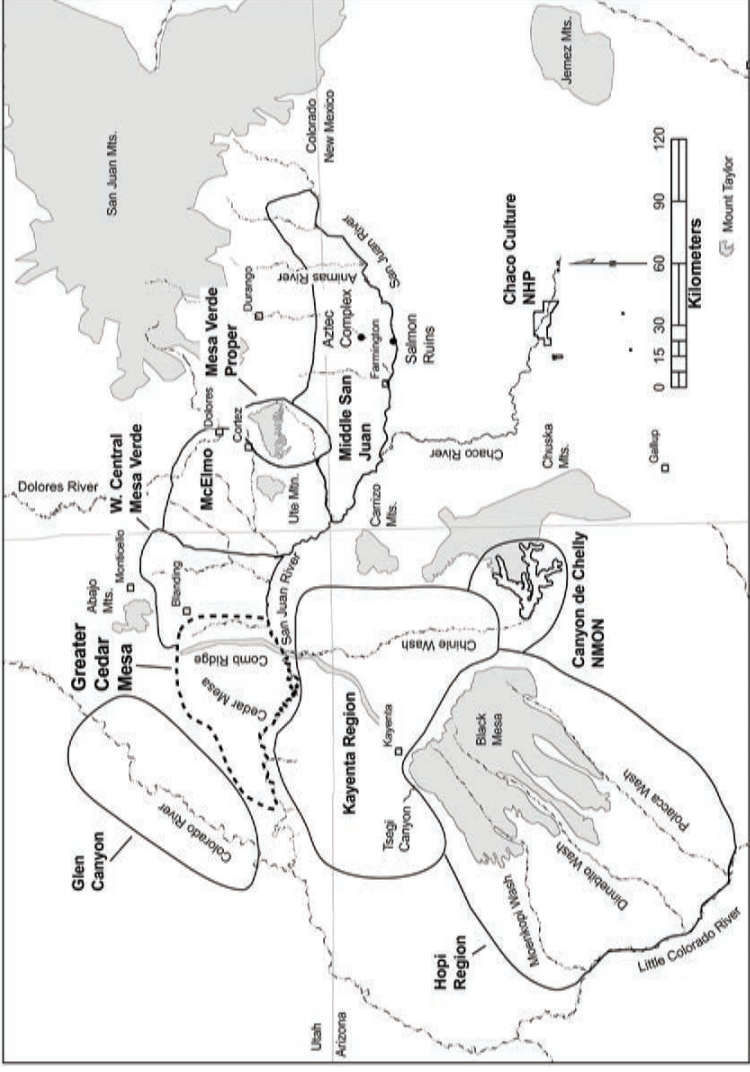 San Juan Mts.
Jemez Mts.
Colorado
New Mexico
San Juan River
Animas River
Durango
Mesa Verde
Proper
Aztec
Complex
Farmington
Salmon
Ruins
Chaco Culture
NHP
0 15 30 60 90 120
Kilometers
Mount Taylor
Dolores River
Dolores
Cortez
W. Central
Mesa Verde
McElmo
Ute Mtn.
Middle San
Juan
Chaco River
Carrizo
Mts.
Chuska
Mts.
Gallup
Abajo
Mts.
Monticello
Blanding
Greater
Cedar
Mesa
Comb Ridge
Cedar Mesa
San Juan River
Chinle Wash
Canyon de Chelly
NMON
Glen
Canyon
Colorado River
Kayenta Region
Kayenta
Tsegi
Canyon
Black
Mesa
Polacca Wash
Dinnebito Wash
Moenkopi Wash
Hopi
Region
Little Colorado River
Utah
Arizona